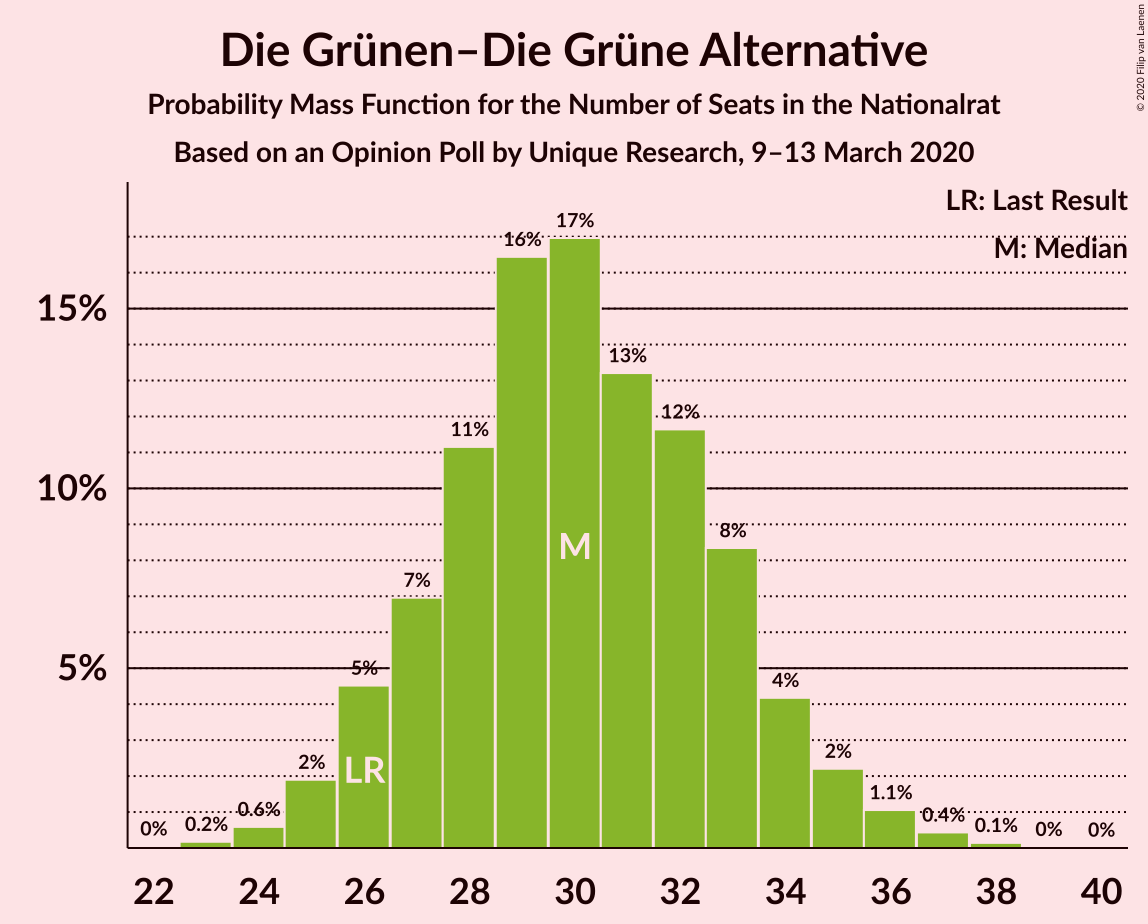 Die Grünen–Die Grüne Alternative
Probability Mass Function for the Number of Seats in the Nationalrat
Based on an Opinion Poll by Unique Research, 9–13 March 2020
© 2020 Filip van Laenen
LR: Last Result
M: Median
15%
10%
5%
0%
0.2%
0.6%
2%
5%
7%
11%
16%
17%
13%
12%
8%
4%
2%
1.1%
0.4%
0.1%
0%
0%
LR
M
22 24 26 28 30 32 34 36 38 40